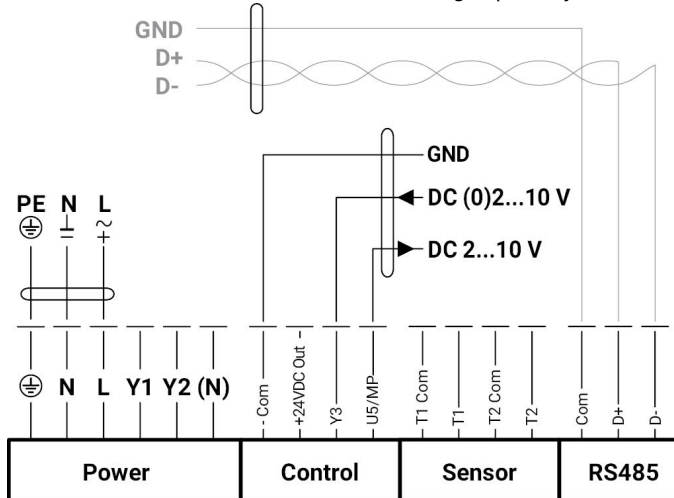 GND
D+
D-
GND
DC (0)2...10 V
DC 2...10 V
PE N L
N L Y1 Y2 (N)
- Com
+24VDC Out -
Y3
U5/MP
T1 Com
T1
T2 Com
T2
Com
D+
D-
Power Control Sensor RS485